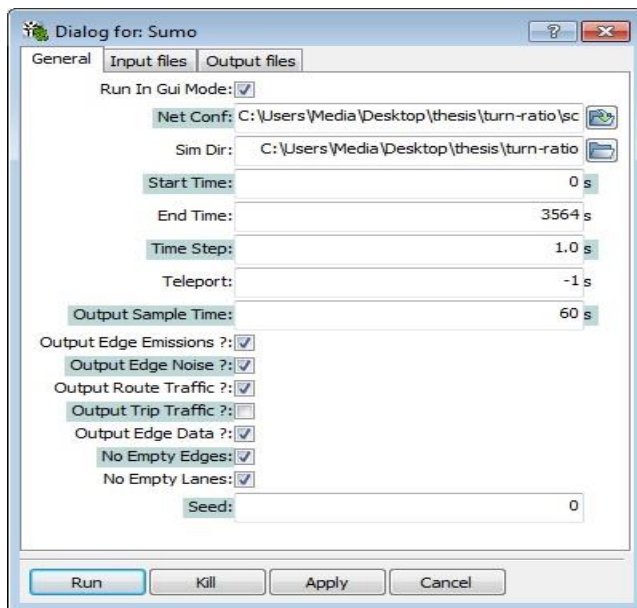 Dialog for: Sumo
General Input files Output files
Run In Gui Mode:
Net Conf: C:\Users\Media\Desktop\thesis\turn-ratio\sc
Sim Dir: C:\Users\Media\Desktop\thesis\turn-ratio
Start Time: 0 s
End Time: 3564 s
Time Step: 1.0 s
Teleport: -1 s
Output Sample Time: 60 s
Output Edge Emissions ?:
Output Edge Noise ?:
Output Route Traffic ?:
Output Trip Traffic ?:
Output Edge Data ?:
No Empty Edges:
No Empty Lanes:
Seed: 0
Run Kill Apply Cancel